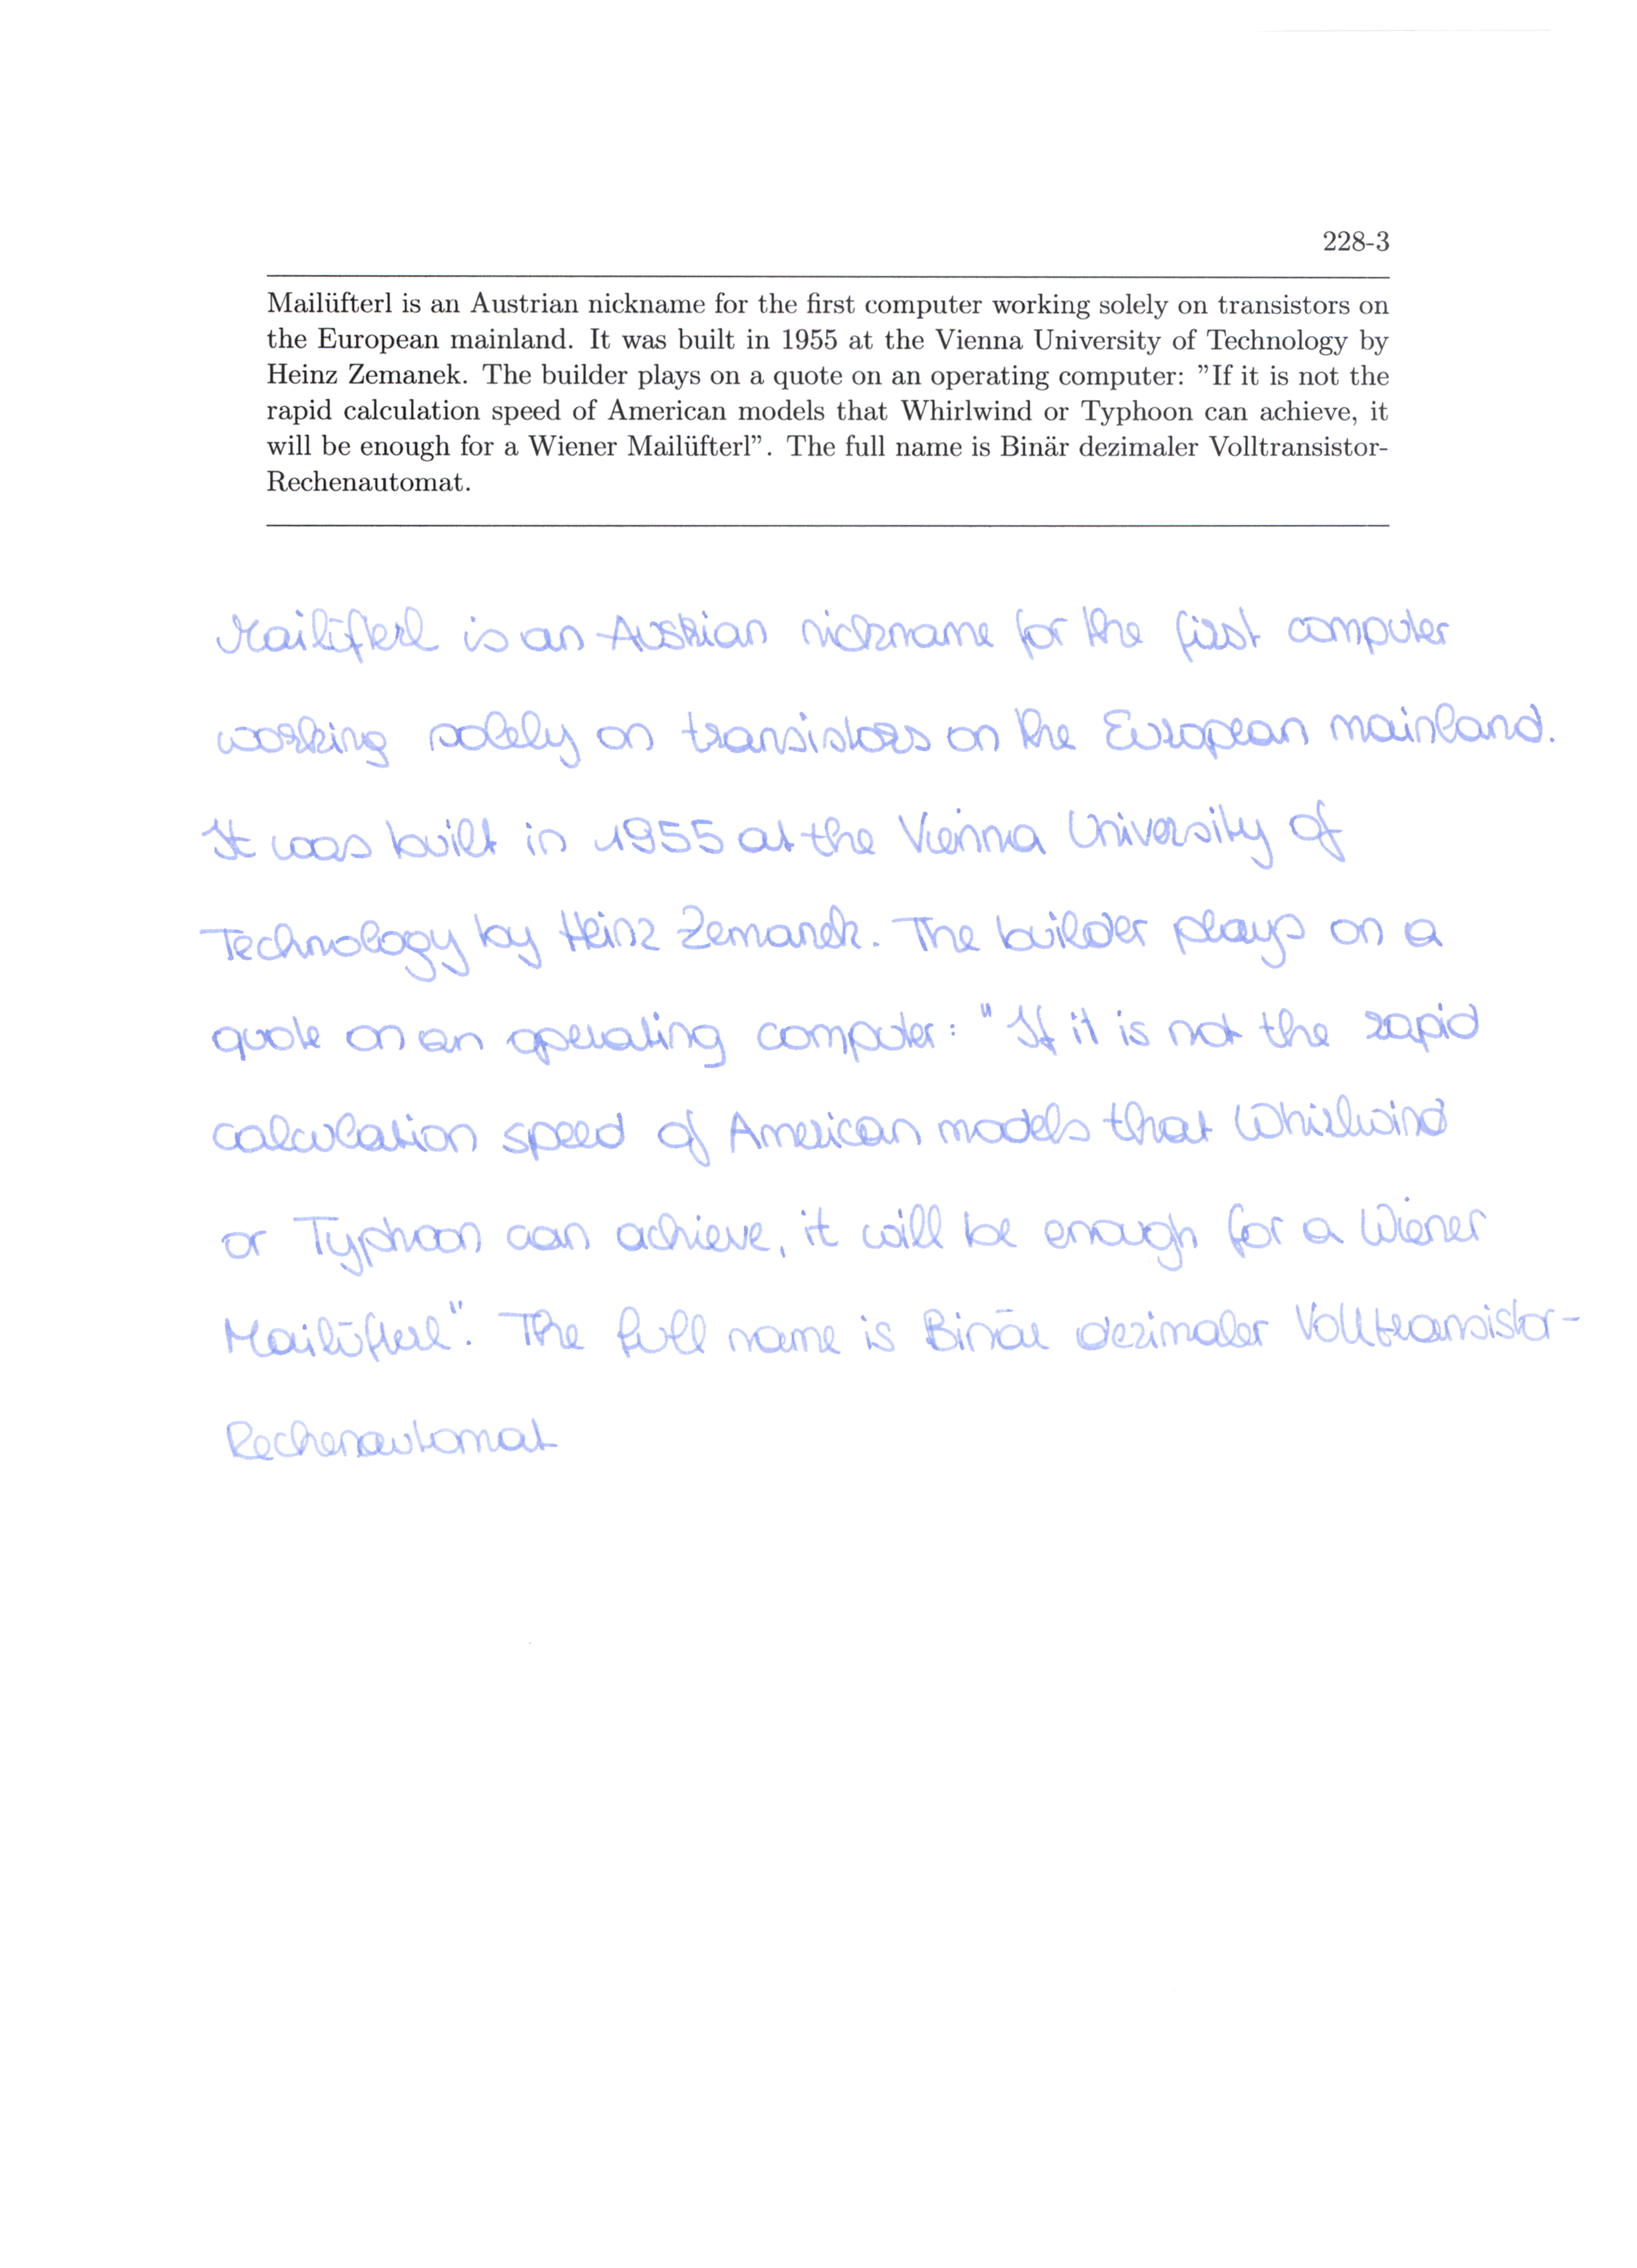 228-3
Mailüfterl is an Austrian nickname for the first computer working solely on transistors on
the European mainland. It was built in 1955 at the Vienna University of Technology by
Heinz Zemanek. The builder plays on a quote on an operating computer: ”If it is not the
rapid calculation speed of American models that Whirlwind or Typhoon can achieve, it
will be enough for a Wiener Mailüfterl”. The full name is Binär dezimaler Volltransistor-
Rechenautomat.
Mailüfterl is an Austrian nickname for the first computer
working solely on transistors on the European mainland.
It was built in 1955 at the Vienna University of
Technology by Heinz Zemanek. The builder plays on a
quote on an operating computer: "If it is not the rapid
calculation speed of American models that Whirlwind
or Typhoon can achieve, it will be enough for a Wiener
Mailüfterl". The full name is Binär dezimaler Volltransistor-
Rechenautomat